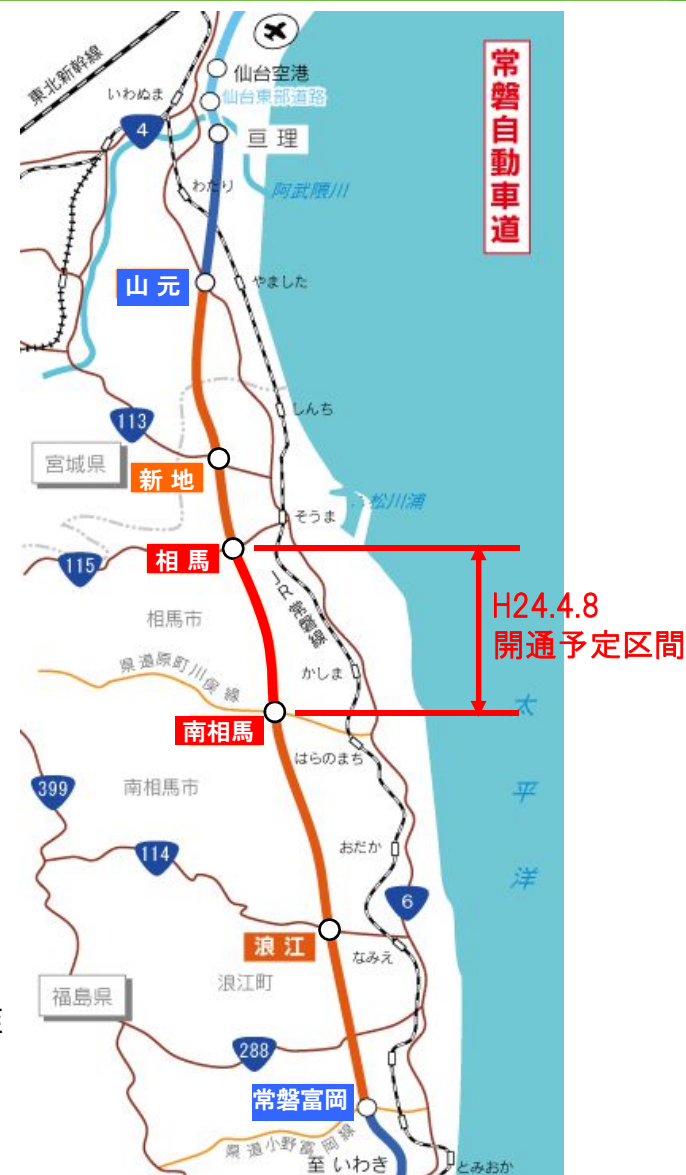 常磐自動車道
東北新幹線
仙台空港
いわぬま
仙台東部道路
4
亘理
わたり
阿武隈川
山元
やました
しんち
113
宮城県
新地
松川浦
そうま
相馬
115
H24.4.8
開通予定区間
相馬市
JR常磐線
県道原町川俣線
かしま
南相馬
太平洋
はらのまち
399
南相馬市
おだか
114
6
浪江
なみえ
浪江町
福島県
288
常磐富岡
県道小野富岡線
至いわき
とみおか